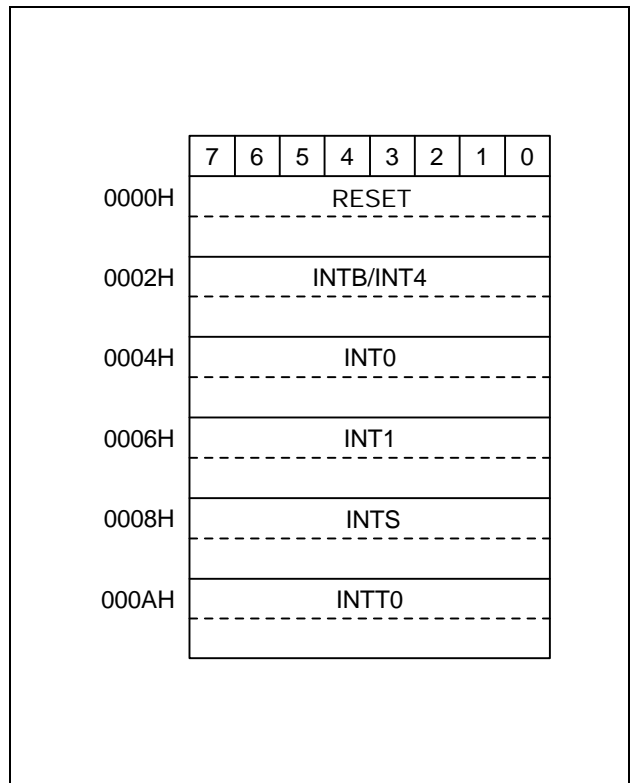 7 6 5 4 3 2 1 0
0000H RESET
0002H INTB/INT4
0004H INT0
0006H INT1
0008H INTS
000AH INTT0